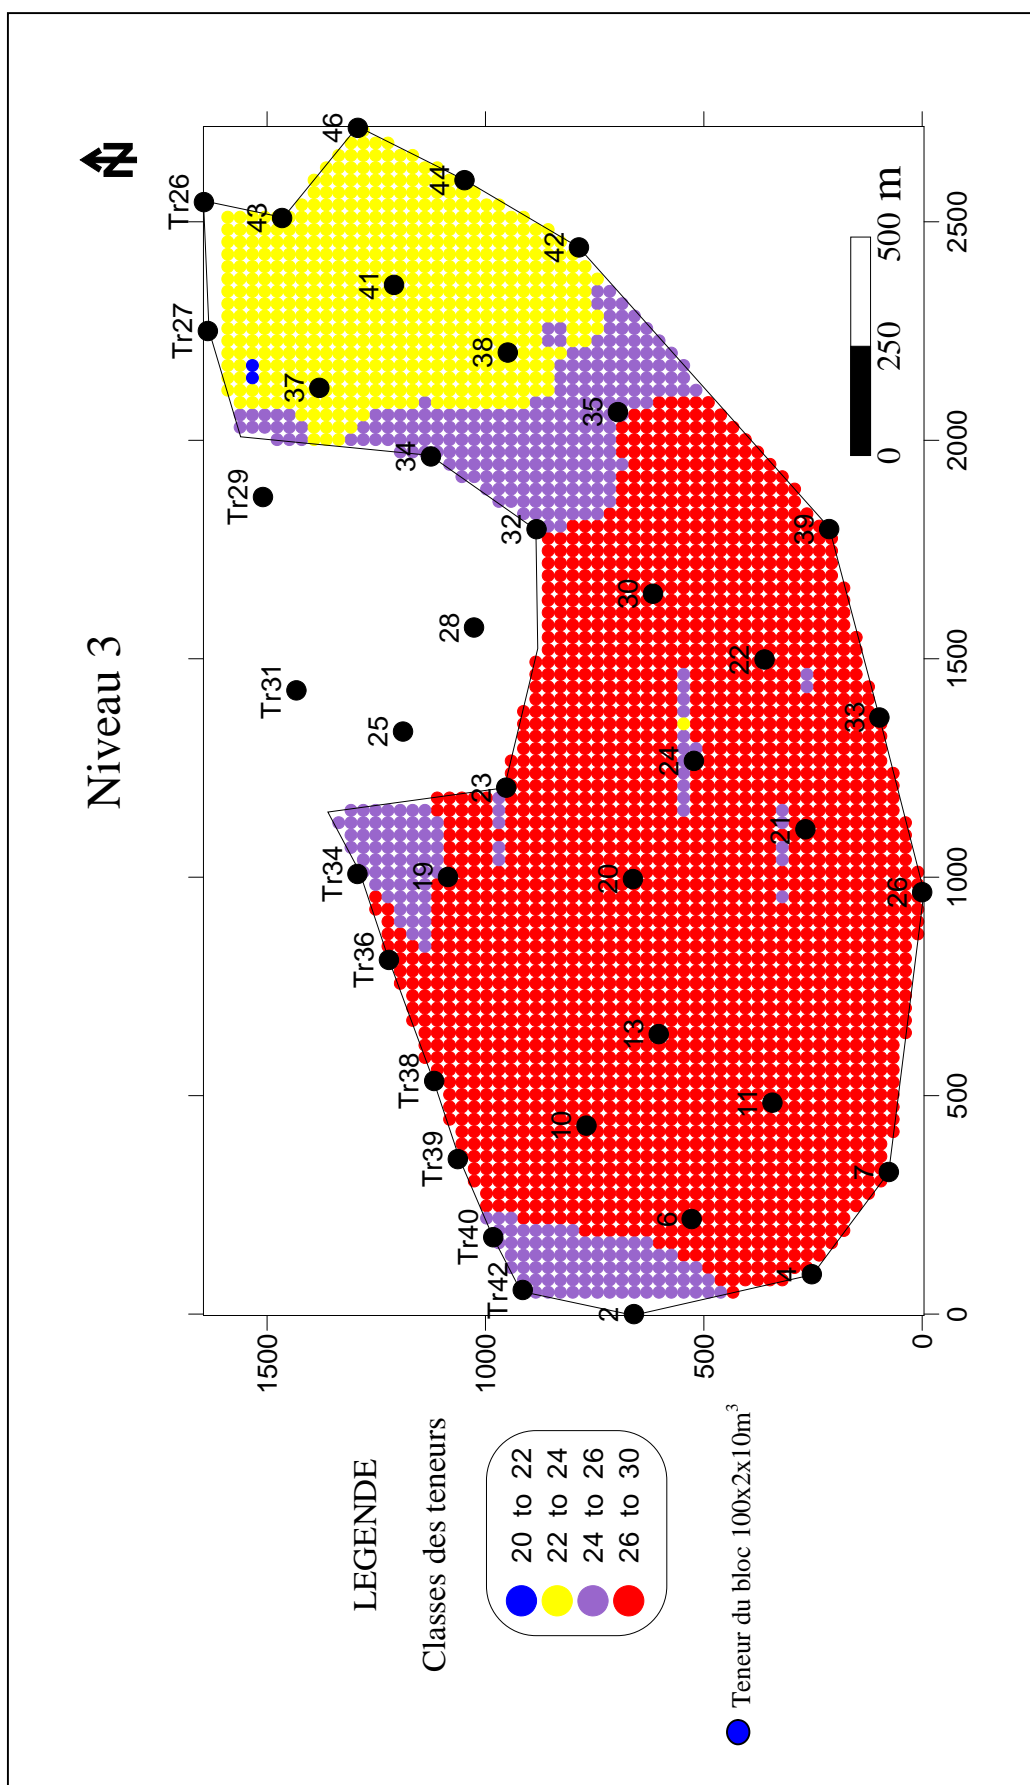 Niveau 3
N
Tr26
Tr27
43
46
Tr29
37
41
44
34
38
42
Tr31
32
35
25
28
30
Tr34
23
24
22
39
19
20
21
33
Tr36
26
Tr38
13
Tr39
10
11
Tr40
6
7
Tr42
2
4
1500
1000
500
0
0
500
1000
1500
2000
2500
0 250 500 m
LEGENDE
Classes des teneurs
20 to 22
22 to 24
24 to 26
26 to 30
Teneur du bloc 100x2x10m³